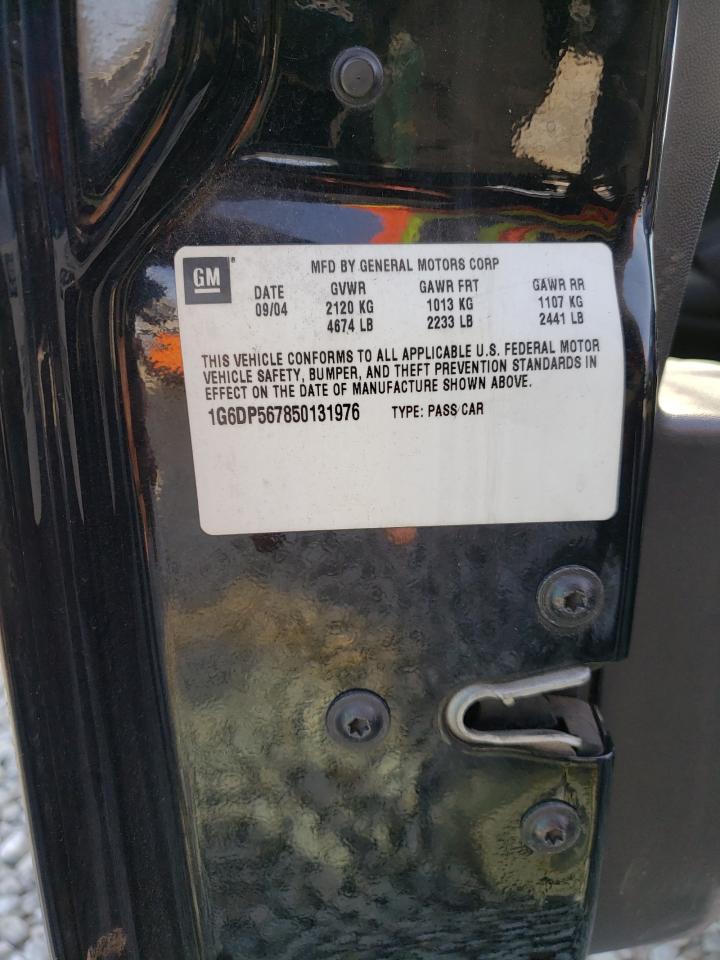 GM
MFD BY GENERAL MOTORS CORP
DATE GVWR GAWR FRT GAWR RR
09/04 2120 KG 1013 KG 1107 KG
4674 LB 2233 LB 2441 LB
THIS VEHICLE CONFORMS TO ALL APPLICABLE U.S. FEDERAL MOTOR
VEHICLE SAFETY, BUMPER, AND THEFT PREVENTION STANDARDS IN
EFFECT ON THE DATE OF MANUFACTURE SHOWN ABOVE.
1G6DP567850131976 TYPE: PASS CAR